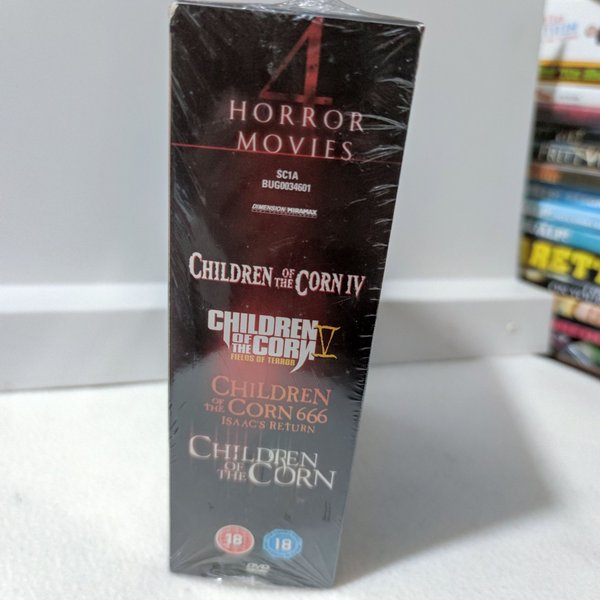 4
HORROR
MOVIES
SC1A
BUG0034601
DIMENSION MIRAMAX
CHILDREN OF THE CORN IV
CHILDREN
OF THE CORN V
FIELDS OF TERROR
CHILDREN
OF THE CORN 666
ISAAC'S RETURN
CHILDREN
OF THE CORN
18 18
DVD